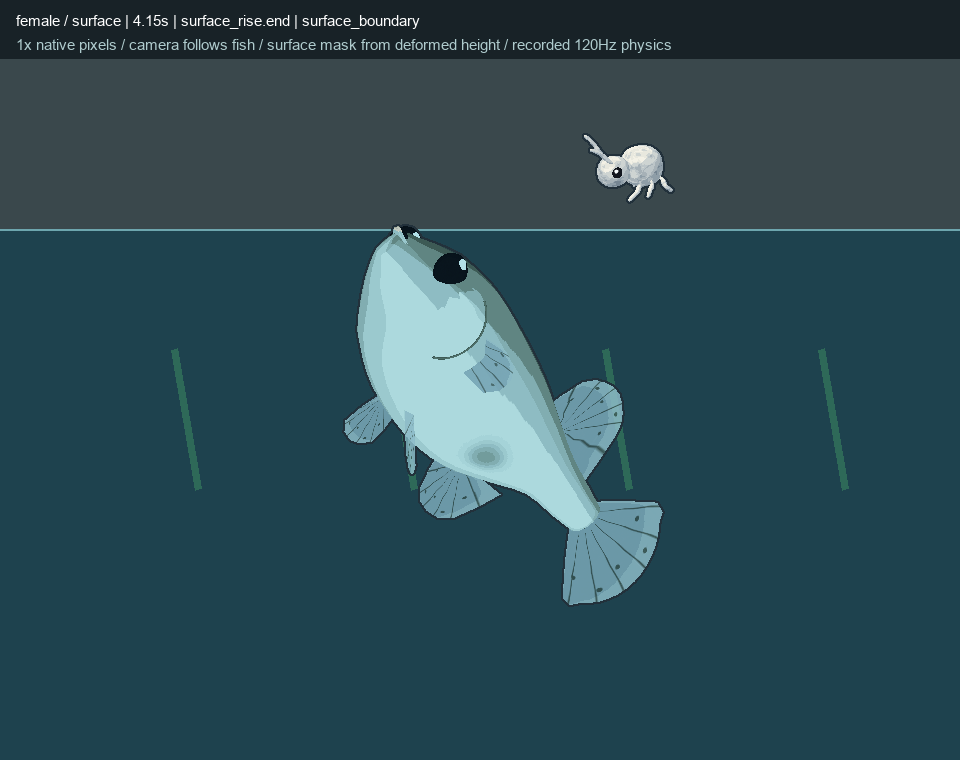 female / surface | 4.15s | surface_rise.end | surface_boundary
1x native pixels / camera follows fish / surface mask from deformed height / recorded 120Hz physics